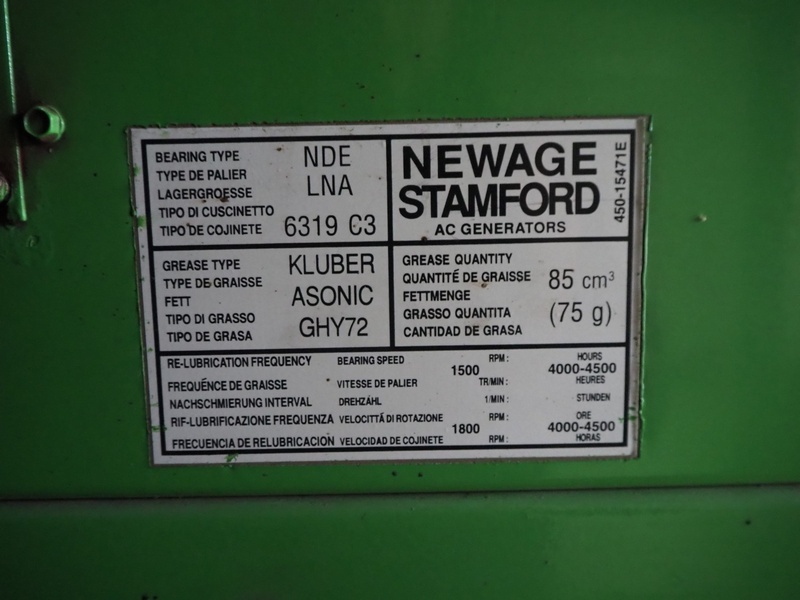 BEARING TYPE
TYPE DE PALIER
LAGERGROESSE
TIPO DI CUSCINETTO
TIPO DE COJINETE
NDE
LNA
6319 C3
NEWAGE
STAMFORD
AC GENERATORS
450-15471E
GREASE TYPE
TYPE DE GRAISSE
FETT
TIPO DI GRASSO
TIPO DE GRASA
KLUBER
ASONIC
GHY72
GREASE QUANTITY
QUANTITÉ DE GRAISSE
FETTMENGE
GRASSO QUANTITA
CANTIDAD DE GRASA
85 cm³
(75 g)
RE-LUBRICATION FREQUENCY BEARING SPEED 1500 RPM: HOURS 4000-4500
FREQUÉNCE DE GRAISSE VITESSE DE PALIER TR/MIN: HEURES
NACHSCHMIERUNG INTERVAL DREHZÁHL 1/MIN: STUNDEN
RIF-LUBRIFICAZIONE FREQUENZA VELOCITTÁ DI ROTAZIONE 1800 RPM: ORE 4000-4500
FRECUENCIA DE RELUBRICACION VELOCIDAD DE COJINETE RPM: HORAS